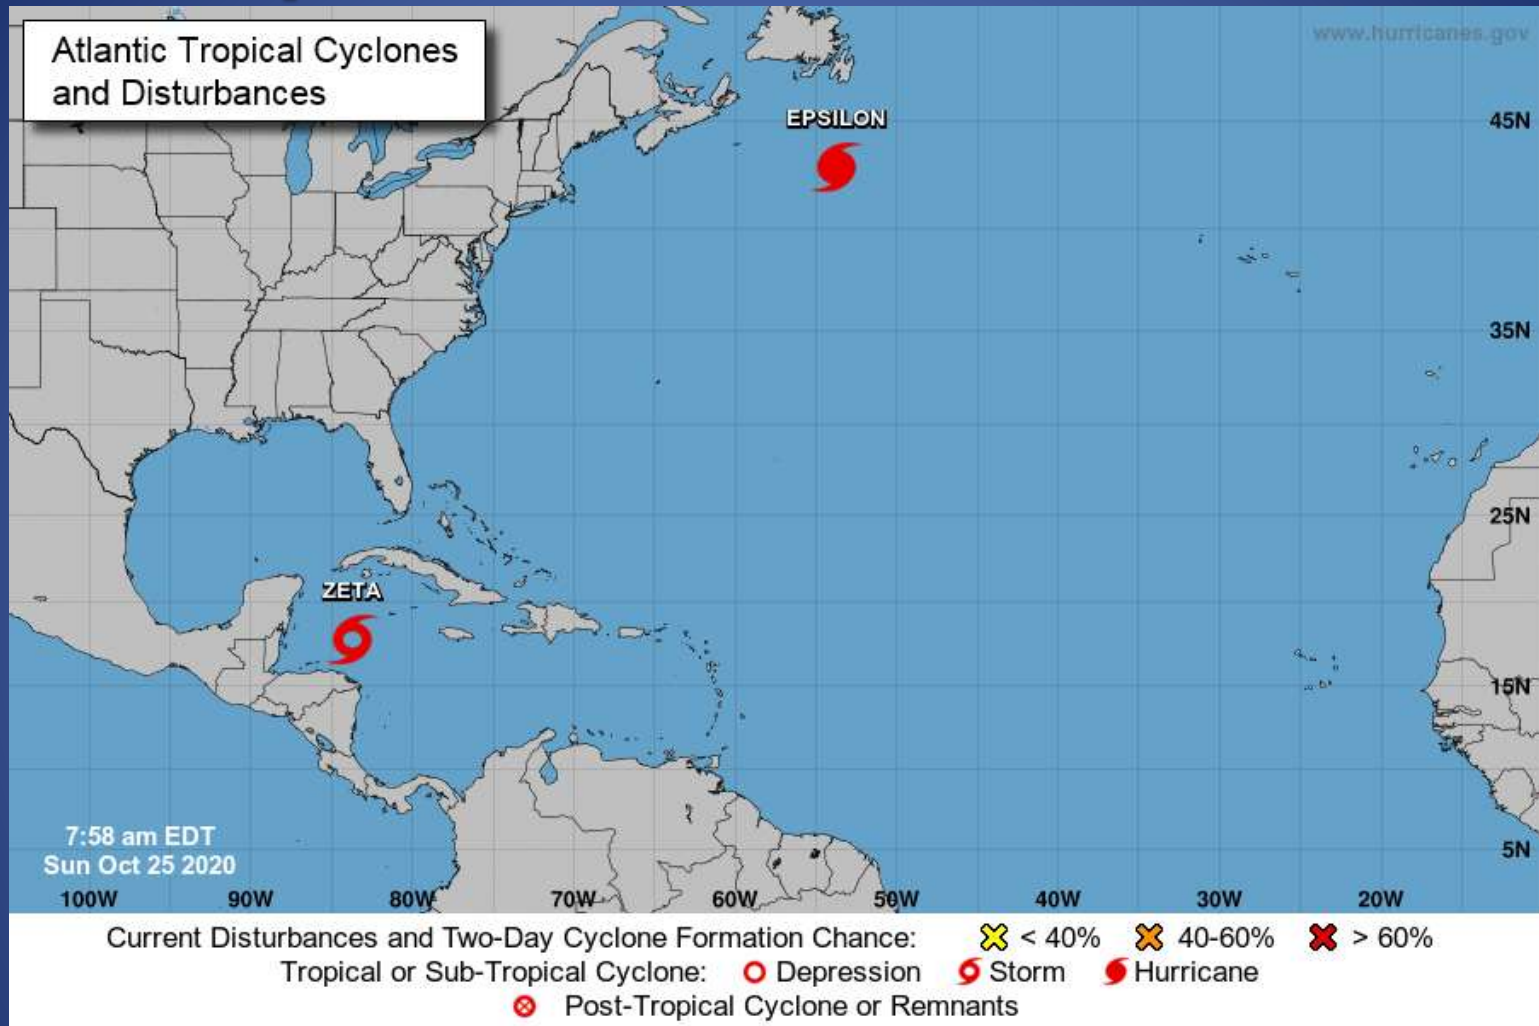 Atlantic Tropical Cyclones
and Disturbances
www.hurricanes.gov
EPSILON
45N
35N
25N
ZETA
15N
7:58 am EDT
Sun Oct 25 2020
5N
100W 90W 80W 70W 60W 50W 40W 30W 20W
Current Disturbances and Two-Day Cyclone Formation Chance: < 40% 40-60% > 60%
Tropical or Sub-Tropical Cyclone: Depression Storm Hurricane
Post-Tropical Cyclone or Remnants